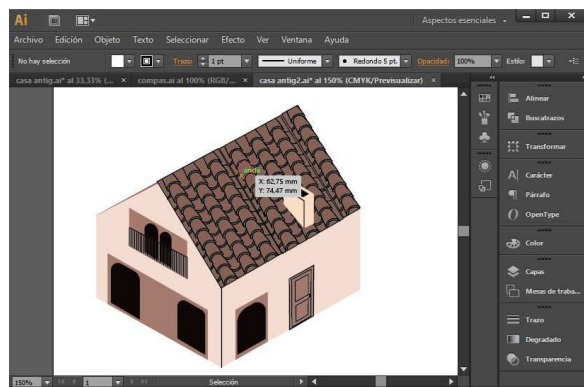 Ai
Aspectos esenciales
Archivo Edición Objeto Texto Seleccionar Efecto Ver Ventana Ayuda
No hay selección Trazo: 1 pt Uniforme Redondo 5 pt. Opacidad: 100% Estilo:
casa antig.ai* al 33,33% (... × compas.ai al 100% (RGB/... × casa antig2.ai* al 150% (CMYK/Previsualizar) ×
ancla
X: 62,75 mm
Y: 74,47 mm
Alinear
Buscatrazos
Transformar
Carácter
Párrafo
OpenType
Color
Capas
Mesas de traba...
Trazo
Degradado
Transparencia
150% 1 Selección